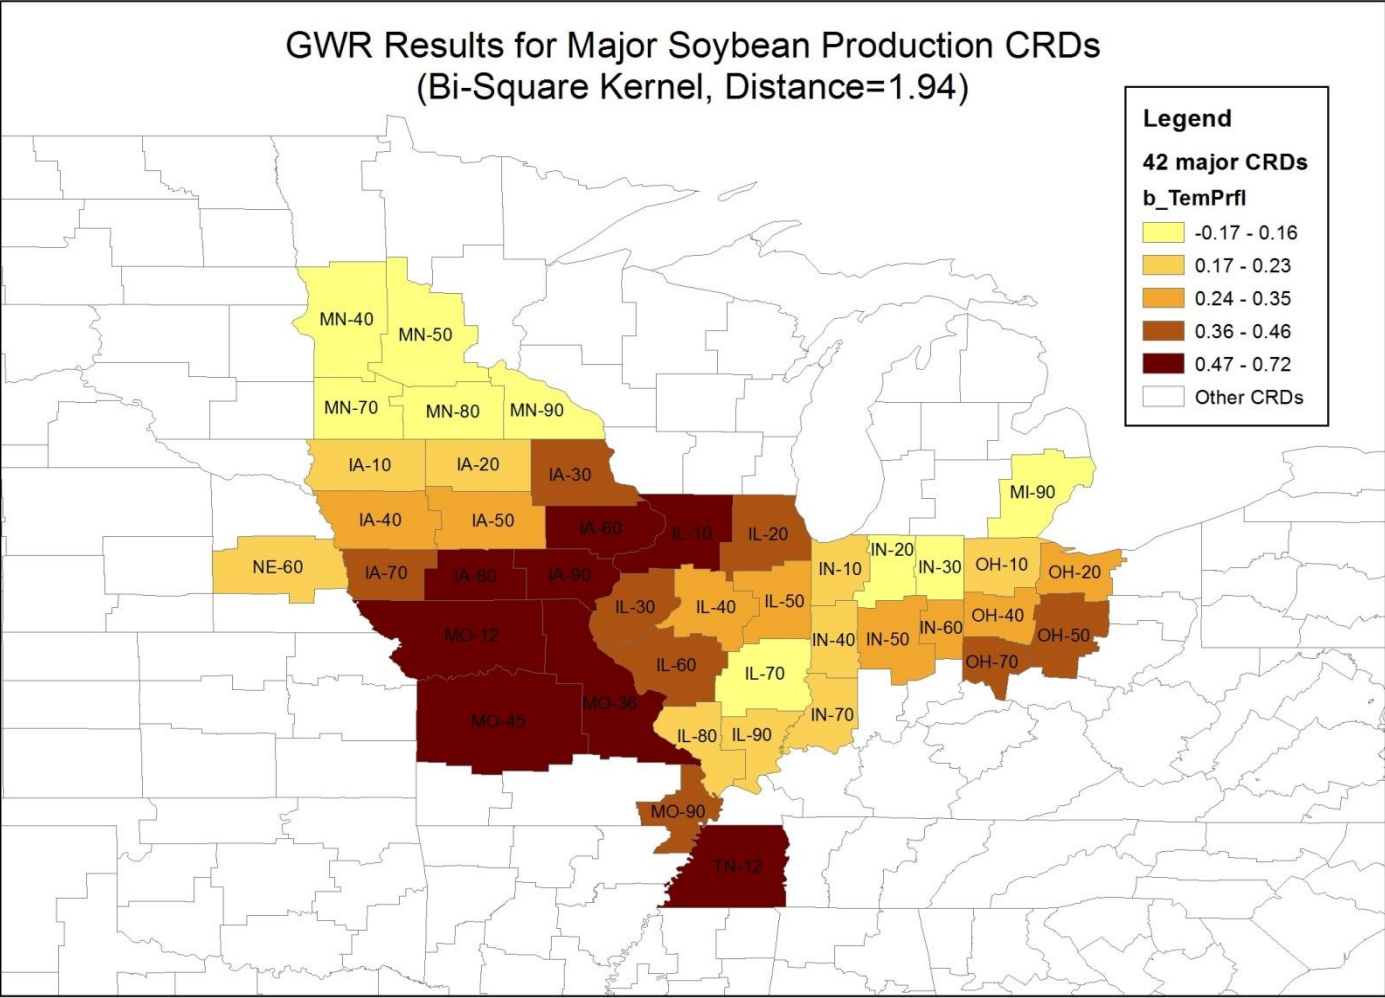 GWR Results for Major Soybean Production CRDs
(Bi-Square Kernel, Distance=1.94)
Legend
42 major CRDs
b_TemPrfl
-0.17 - 0.16
0.17 - 0.23
0.24 - 0.35
0.36 - 0.46
0.47 - 0.72
Other CRDs
MN-40
MN-50
MN-70
MN-80
MN-90
IA-10
IA-20
IA-30
MI-90
IA-40
IA-50
IA-60
IL-10
IL-20
IN-20
NE-60
IA-70
IA-80
IA-90
IN-10
IN-30
OH-10
OH-20
IL-30
IL-40
IL-50
MO-12
IN-40
IN-50
IN-60
OH-40
OH-50
IL-60
IL-70
OH-70
MO-45
MO-36
IL-80
IL-90
IN-70
MO-90
TN-12